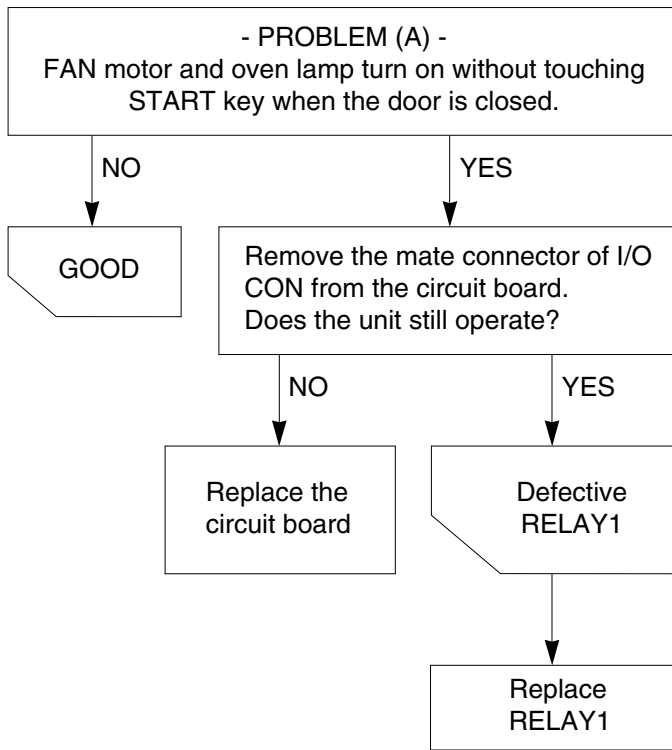 - PROBLEM (A) -
FAN motor and oven lamp turn on without touching
START key when the door is closed.
NO
YES
GOOD
Remove the mate connector of I/O
CON from the circuit board.
Does the unit still operate?
NO
YES
Replace the
circuit board
Defective
RELAY1
Replace
RELAY1